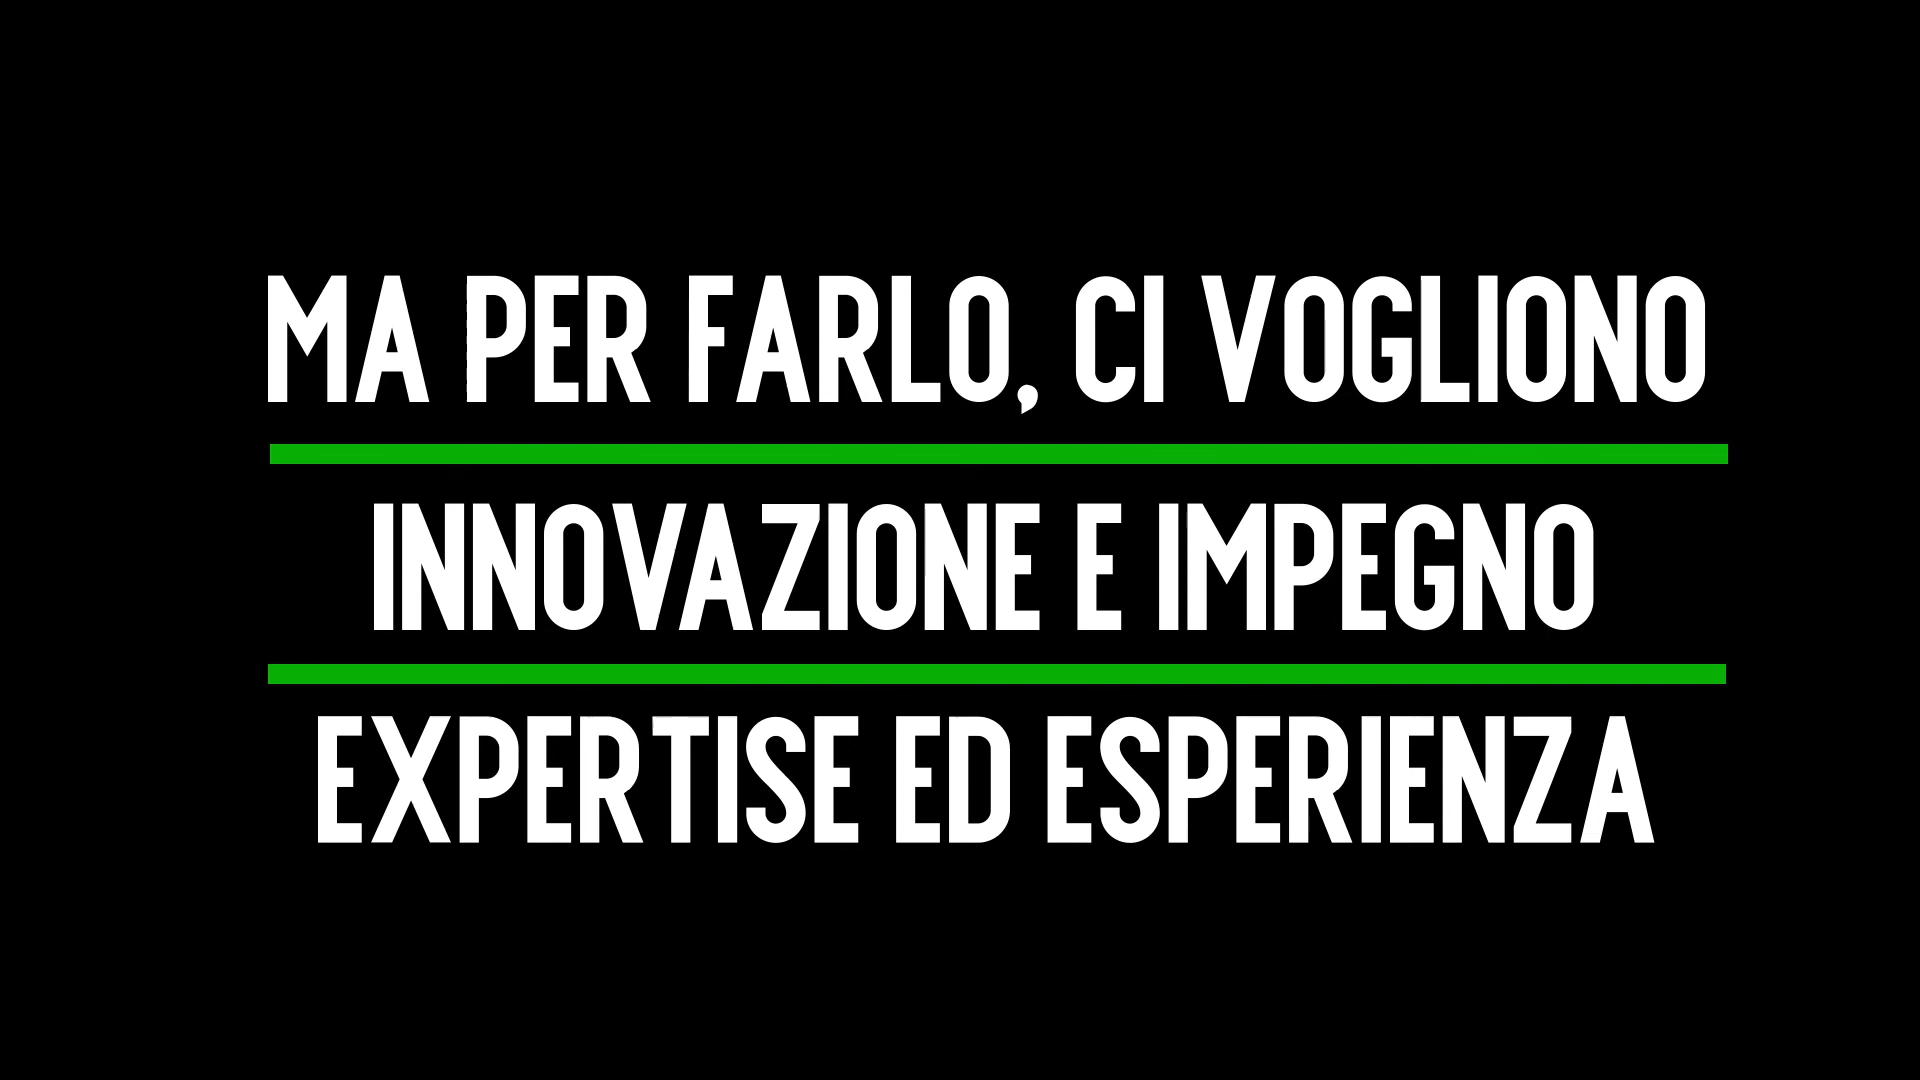 MA PER FARLO, CI VOGLIONO
INNOVAZIONE E IMPEGNO
EXPERTISE ED ESPERIENZA